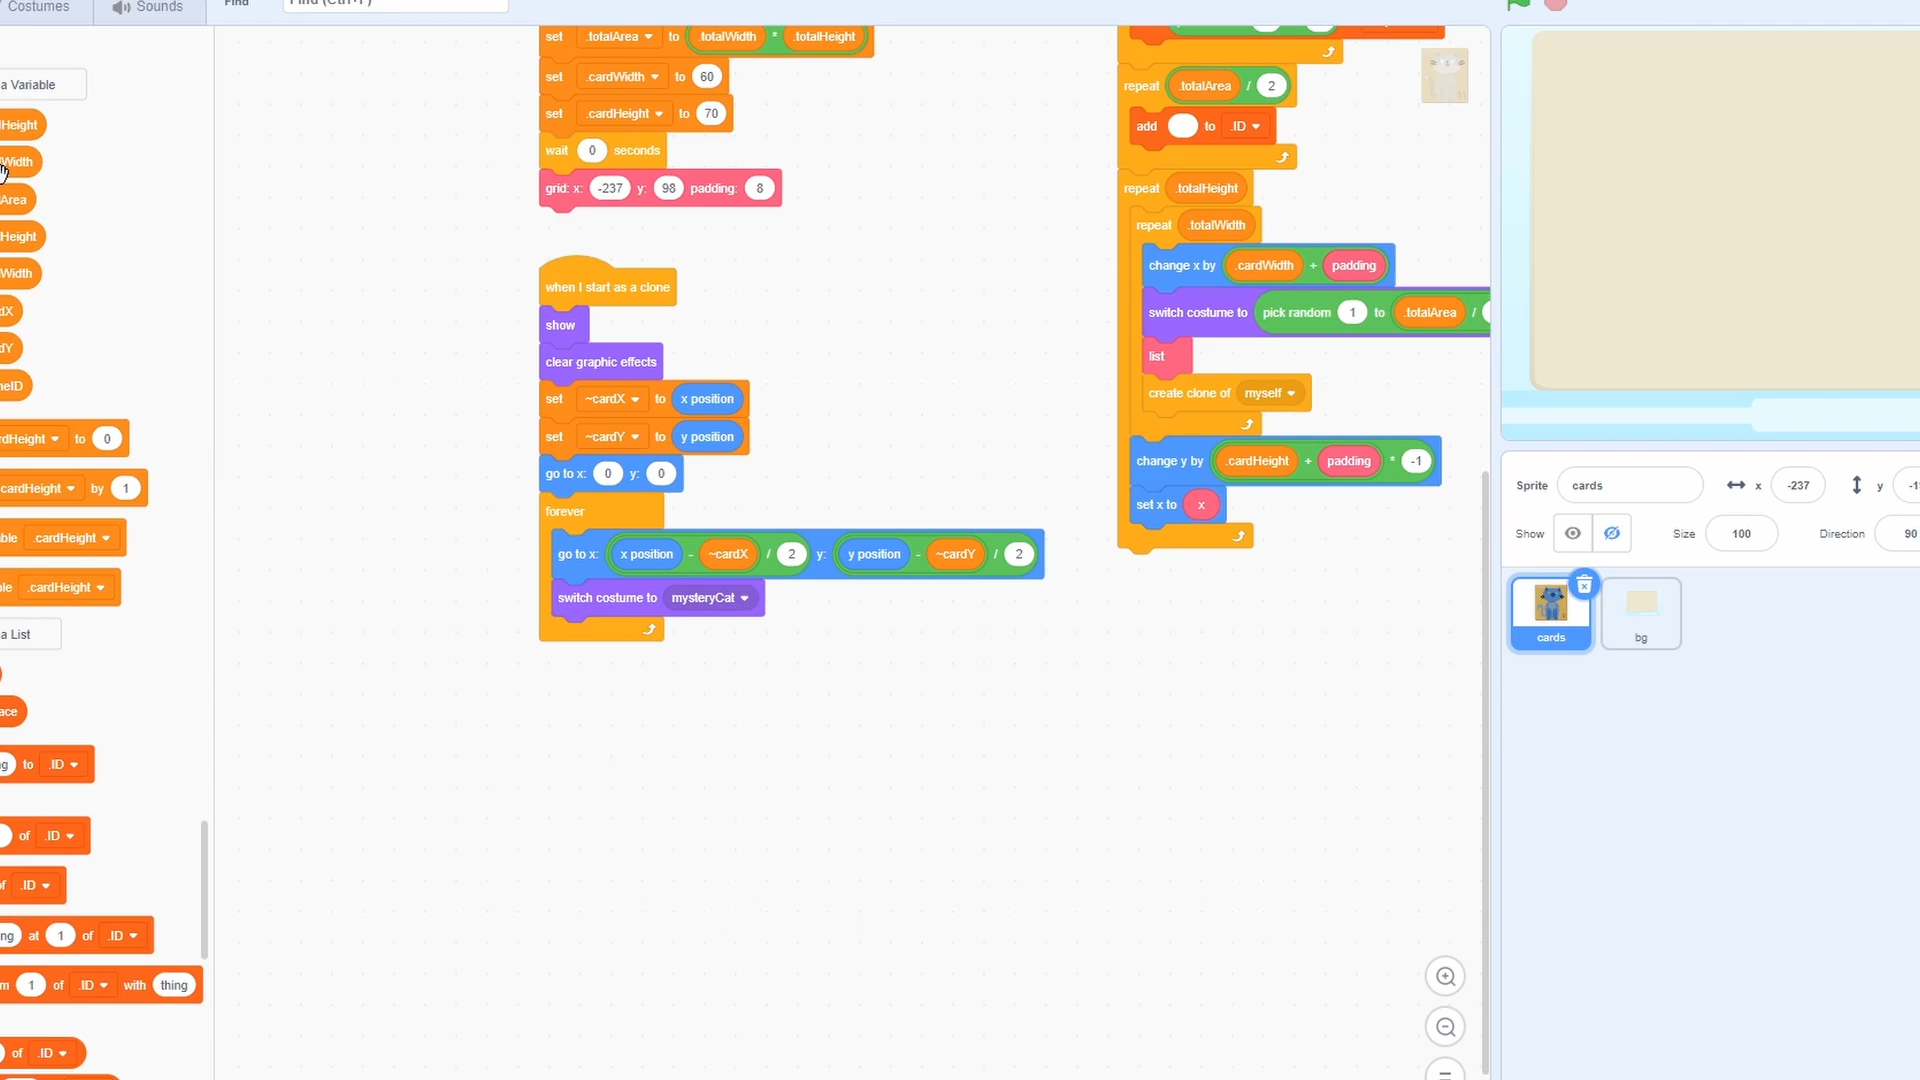 Costumes Sounds Find Find (Ctrl+F)
a Variable
set .totalArea to .totalWidth * .totalHeight
set .cardWidth to 60
set .cardHeight to 70
wait 0 seconds
grid: x: -237 y: 98 padding: 8
when I start as a clone
show
clear graphic effects
set ~cardX to x position
set ~cardY to y position
go to x: 0 y: 0
forever
go to x: x position - ~cardX / 2 y: y position - ~cardY / 2
switch costume to mysteryCat
repeat .totalArea / 2
add to .ID
repeat .totalHeight
repeat .totalWidth
change x by .cardWidth + padding
switch costume to pick random 1 to .totalArea /
list
create clone of myself
change y by .cardHeight + padding * -1
set x to x
Height
Width
Area
Height
Width
dX
dY
neID
rdHeight to 0
cardHeight by 1
ble .cardHeight
le .cardHeight
a List
ace
ng to .ID
of .ID
of .ID
ng at 1 of .ID
m 1 of .ID with thing
of .ID
Sprite cards x -237 y -1
Show Size 100 Direction 90
cards
bg